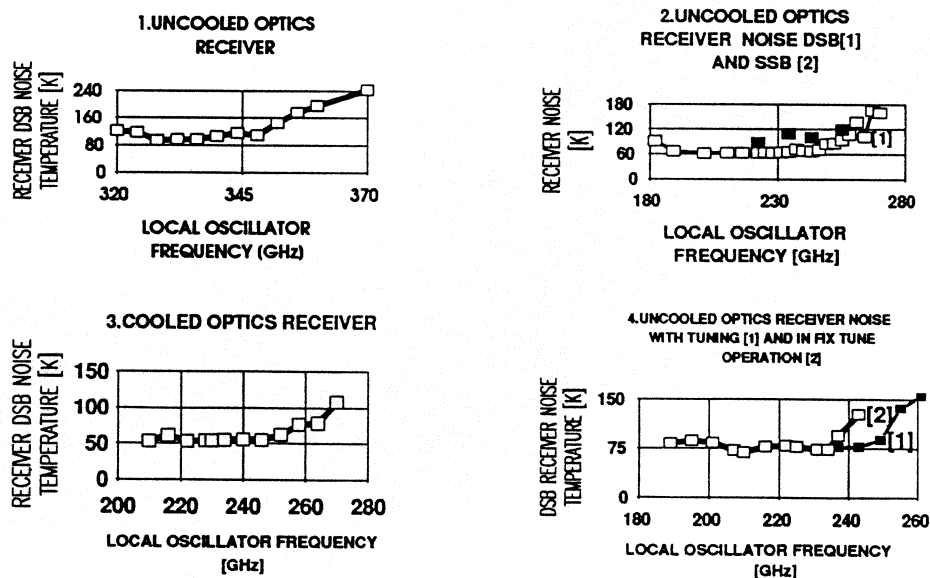 1.UNCOOLED OPTICS
RECEIVER
RECEIVER DSB NOISE
TEMPERATURE [K]
240
160
80
0
320
345
370
LOCAL OSCILLATOR
FREQUENCY (GHz)
2.UNCOOLED OPTICS
RECEIVER NOISE DSB[1]
AND SSB [2]
RECEIVER NOISE
[K]
180
120
60
0
[1]
180
230
280
LOCAL OSCILLATOR
FREQUENCY [GHz]
3.COOLED OPTICS RECEIVER
RECEIVER DSB NOISE
TEMPERATURE [K]
150
100
50
0
200
220
240
260
280
LOCAL OSCILLATOR FREQUENCY
[GHz]
4.UNCOOLED OPTICS RECEIVER NOISE
WITH TUNING [1] AND IN FIX TUNE
OPERATION [2]
DSB RECEIVER NOISE
TEMPERATURE [K]
150
75
0
[2]
[1]
180
200
220
240
260
LOCAL OSCILLATOR FREQUENCY
[GHz]